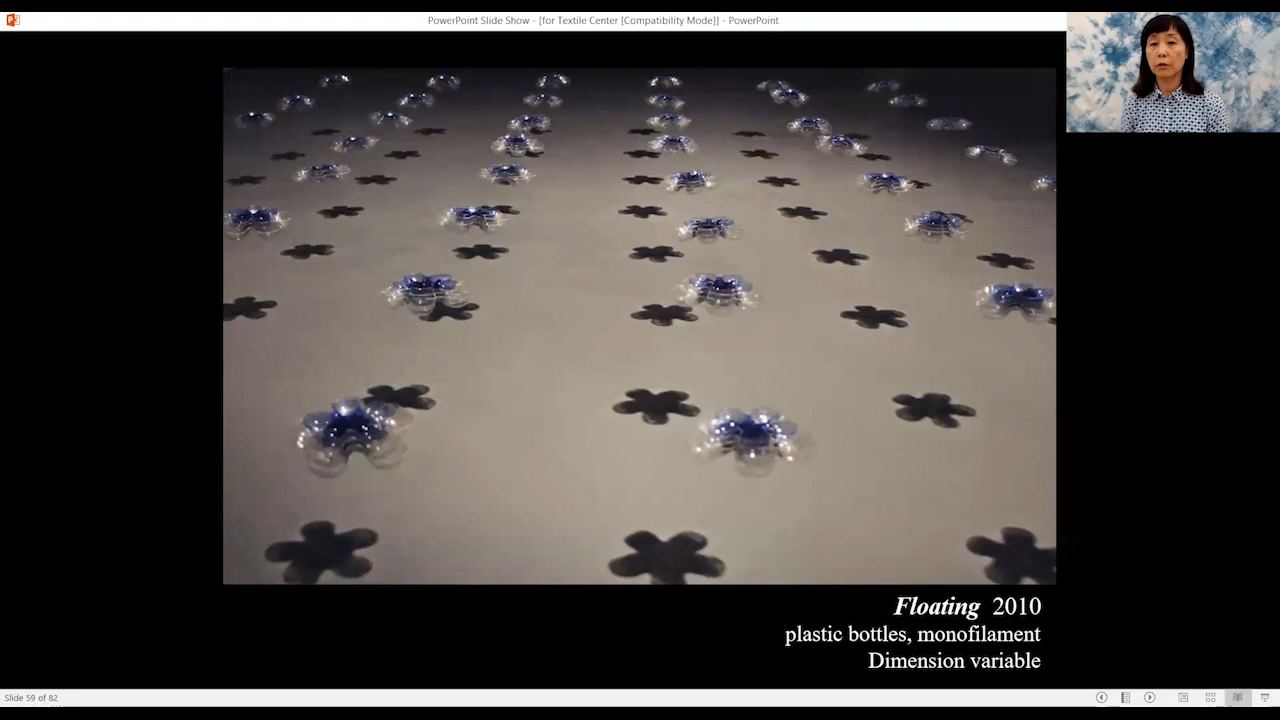 PowerPoint Slide Show - [for Textile Center [Compatibility Mode]] - PowerPoint
Floating 2010
plastic bottles, monofilament
Dimension variable
Slide 59 of 82